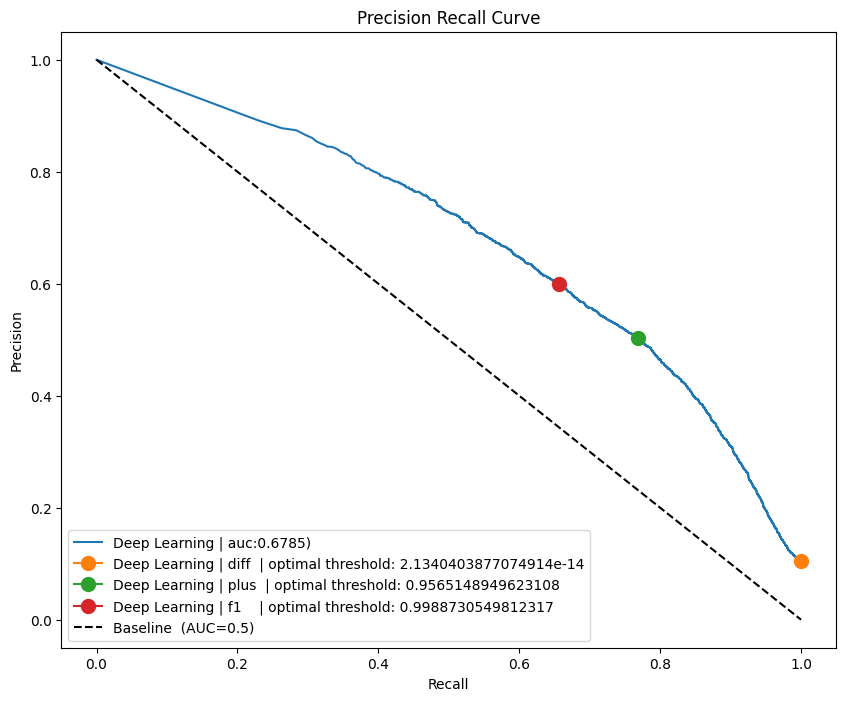 Precision Recall Curve
Precision
1.0
0.8
0.6
0.4
0.2
0.0
Deep Learning | auc:0.6785)
Deep Learning | diff  | optimal threshold: 2.1340403877074914e-14
Deep Learning | plus  | optimal threshold: 0.9565148949623108
Deep Learning | f1    | optimal threshold: 0.9988730549812317
Baseline  (AUC=0.5)
0.0 0.2 0.4 0.6 0.8 1.0
Recall